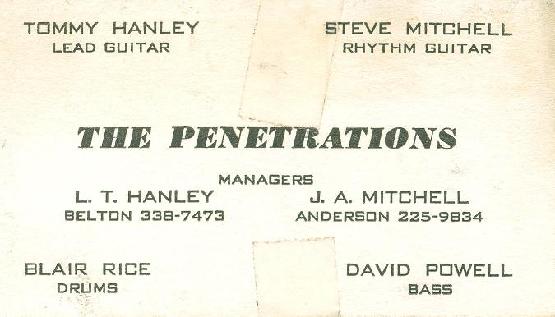 TOMMY HANLEY
LEAD GUITAR
STEVE MITCHELL
RHYTHM GUITAR
THE PENETRATIONS
MANAGERS
L. T. HANLEY
BELTON 338-7473
J. A. MITCHELL
ANDERSON 225-9834
BLAIR RICE
DRUMS
DAVID POWELL
BASS